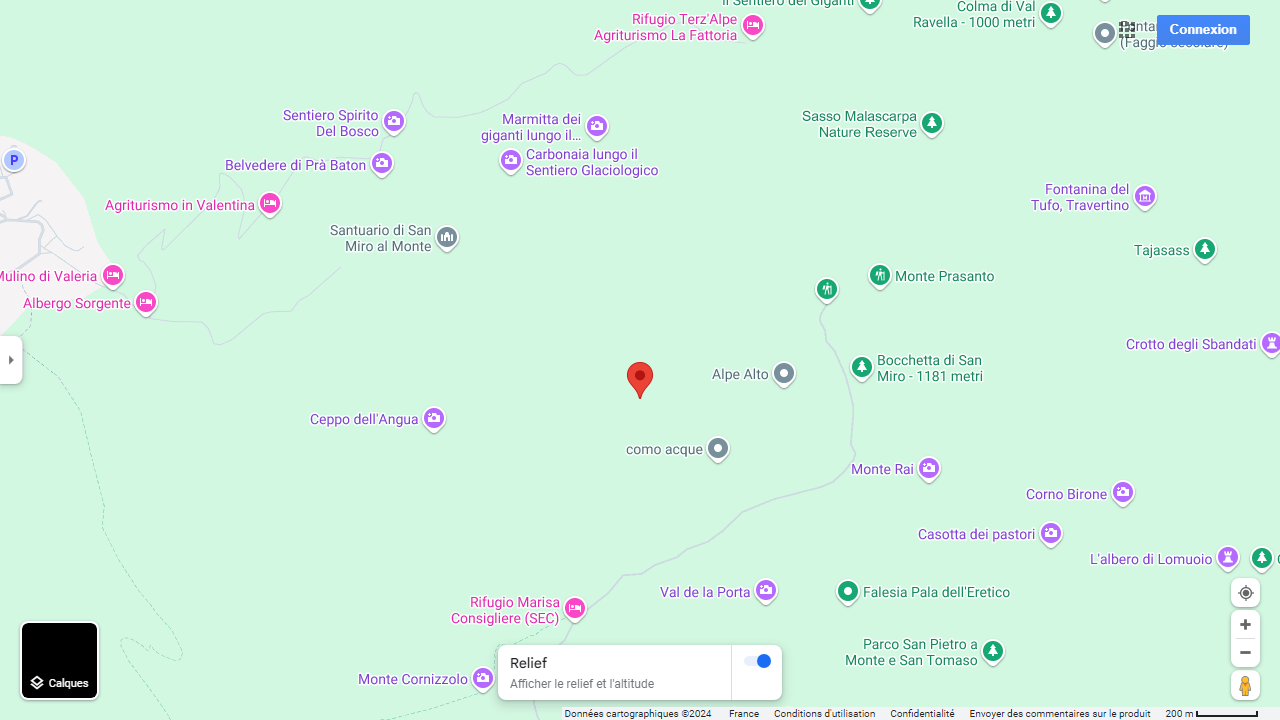 Il Sentiero dei Giganti
Colma di Val
Ravella - 1000 metri
Rifugio Terz'Alpe
Agriturismo La Fattoria
(Faggio secolare)
Connexion
Sentiero Spirito
Del Bosco
Marmitta dei
giganti lungo il...
Sasso Malascarpa
Nature Reserve
P
Belvedere di Prà Baton
Carbonaia lungo il
Sentiero Glaciologico
Fontanina del
Tufo, Travertino
Agriturismo in Valentina
Santuario di San
Miro al Monte
Tajasass
Mulino di Valeria
Monte Prasanto
Albergo Sorgente
Crotto degli Sbandati
Bocchetta di San
Miro - 1181 metri
Alpe Alto
Ceppo dell'Angua
como acque
Monte Rai
Corno Birone
Casotta dei pastori
L'albero di Lomuoio
Val de la Porta
Falesia Pala dell'Eretico
Rifugio Marisa
Consigliere (SEC)
Parco San Pietro a
Monte e San Tomaso
Monte Cornizzolo
Relief
Afficher le relief et l'altitude
Calques
Données cartographiques ©2024
France
Conditions d'utilisation
Confidentialité
Envoyer des commentaires sur le produit
200 m